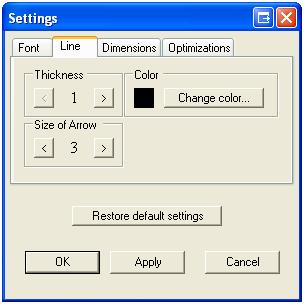 Settings
Font Line Dimensions Optimizations
Thickness Color
< 1 > Change color...
Size of Arrow
< 3 >
Restore default settings
OK Apply Cancel